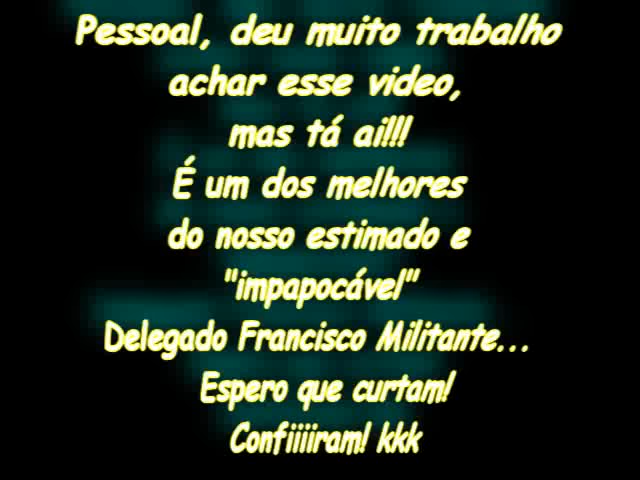 Pessoal, deu muito trabalho
achar esse video,
mas tá ai!!!
É um dos melhores
do nosso estimado e
"impapocável"
Delegado Francisco Militante...
Espero que curtam!
Confiiiiram! kkk